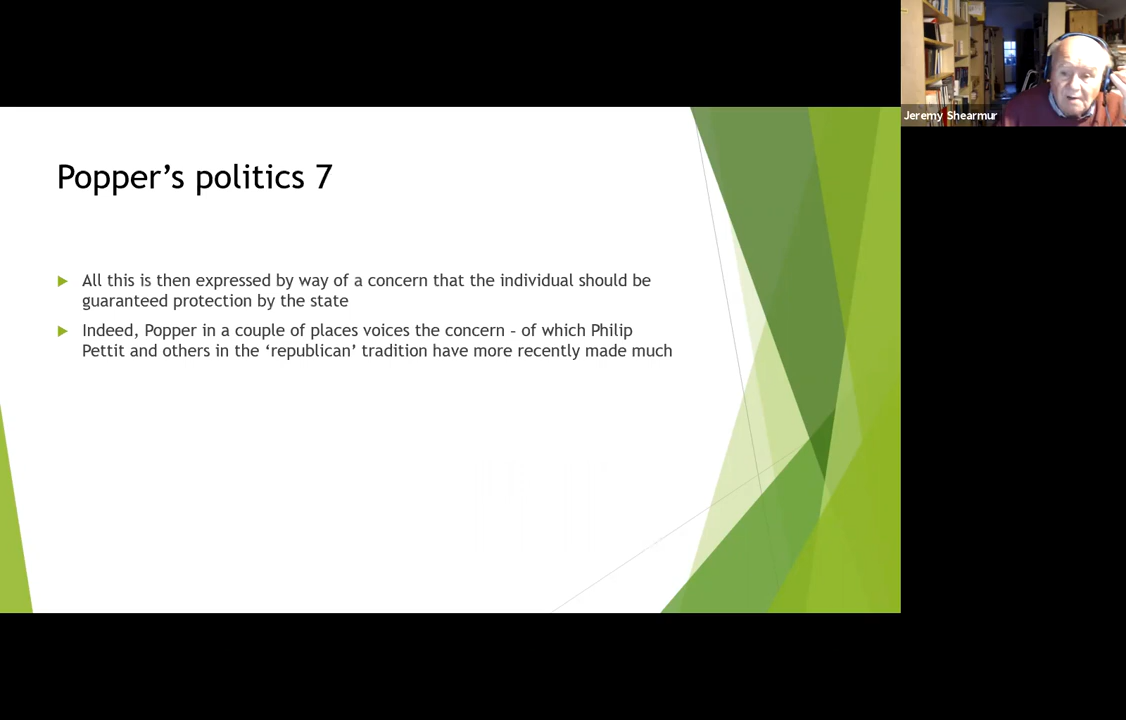 Jeremy Shearmur
Popper’s politics 7
All this is then expressed by way of a concern that the individual should be
guaranteed protection by the state
Indeed, Popper in a couple of places voices the concern – of which Philip
Pettit and others in the ‘republican’ tradition have more recently made much